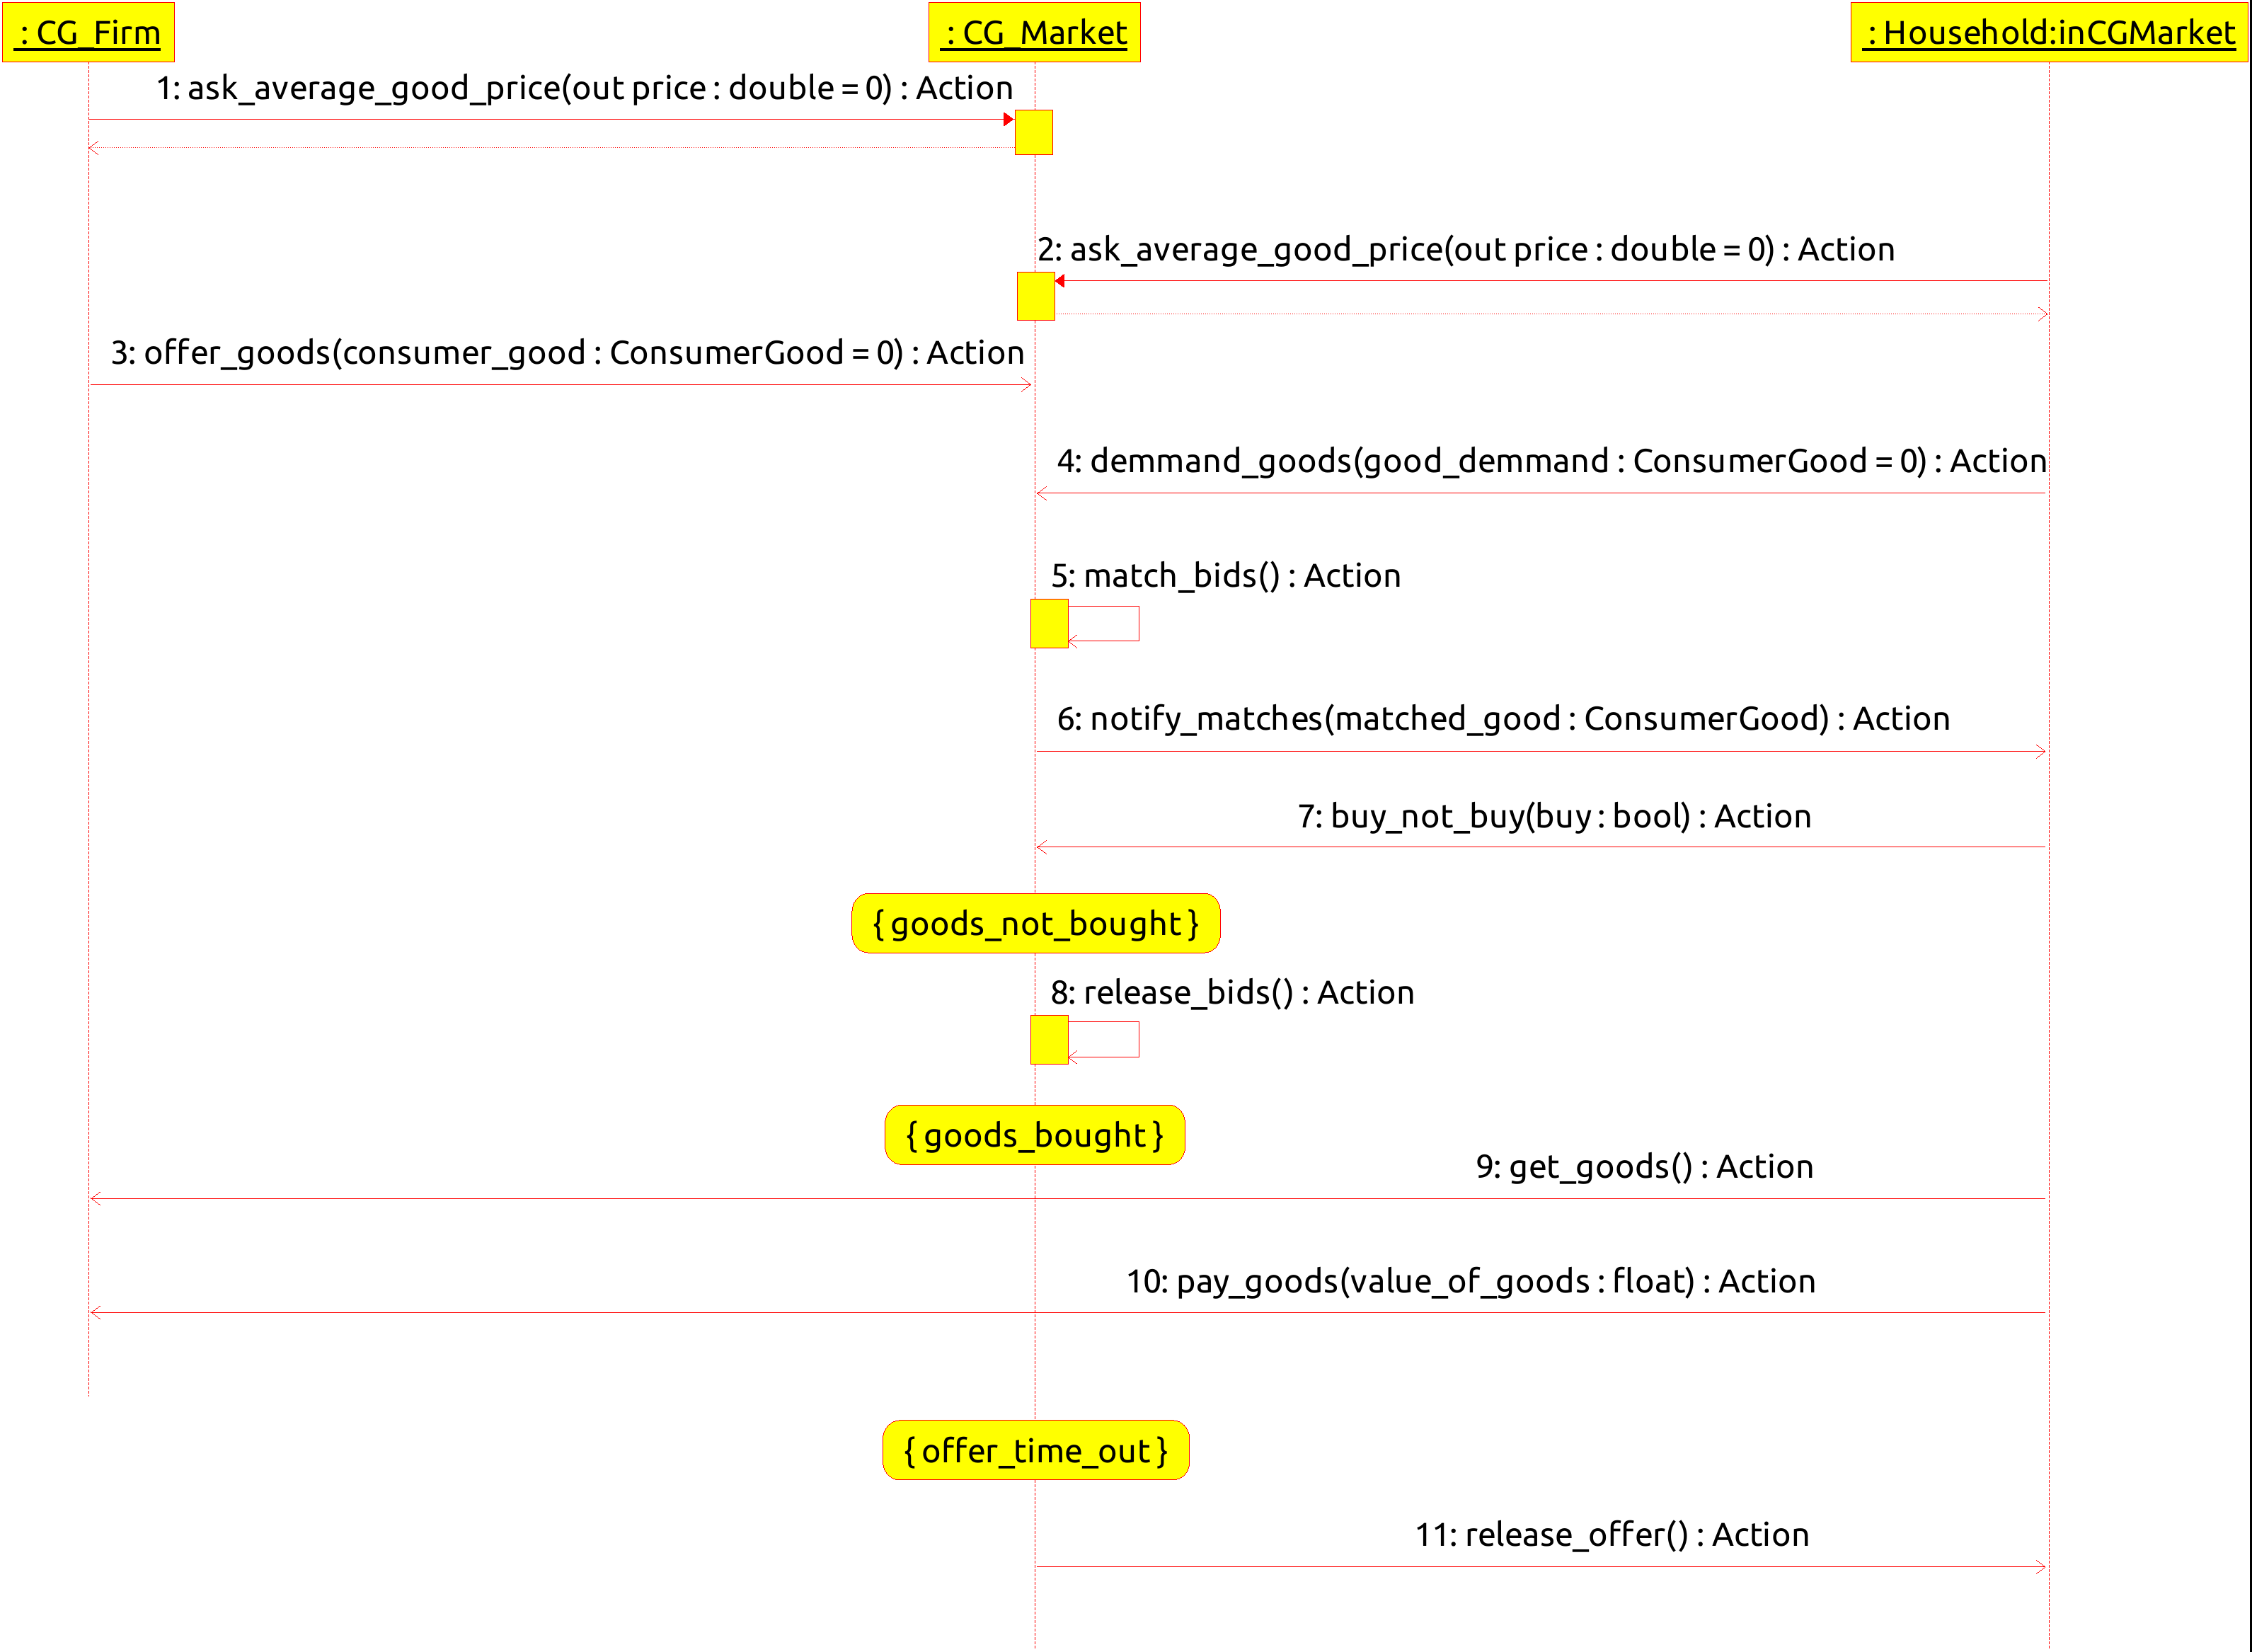 : CG_Firm
: CG_Market
: Household:inCGMarket
1: ask_average_good_price(out price : double = 0) : Action
2: ask_average_good_price(out price : double = 0) : Action
3: offer_goods(consumer_good : ConsumerGood = 0) : Action
4: demmand_goods(good_demmand : ConsumerGood = 0) : Action
5: match_bids() : Action
6: notify_matches(matched_good : ConsumerGood) : Action
7: buy_not_buy(buy : bool) : Action
{ goods_not_bought }
8: release_bids() : Action
{ goods_bought }
9: get_goods() : Action
10: pay_goods(value_of_goods : float) : Action
{ offer_time_out }
11: release_offer() : Action